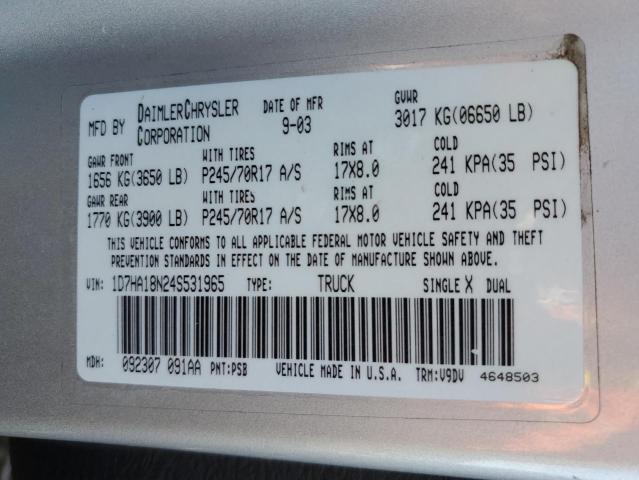 MFD BY DAIMLERCHRYSLER CORPORATION DATE OF MFR 9-03 GVWR 3017 KG(06650 LB)
GAWR FRONT WITH TIRES RIMS AT COLD
1656 KG(3650 LB) P245/70R17 A/S 17X8.0 241 KPA(35 PSI)
GAWR REAR WITH TIRES RIMS AT COLD
1770 KG(3900 LB) P245/70R17 A/S 17X8.0 241 KPA(35 PSI)
THIS VEHICLE CONFORMS TO ALL APPLICABLE FEDERAL MOTOR VEHICLE SAFETY AND THEFT
PREVENTION STANDARDS IN EFFECT ON THE DATE OF MANUFACTURE SHOWN ABOVE.
VIN: 1D7HA18N24S531965 TYPE: TRUCK SINGLE X DUAL
MDH: 092307 091AA PNT:PSB VEHICLE MADE IN U.S.A. TRM:V9DV 4648503